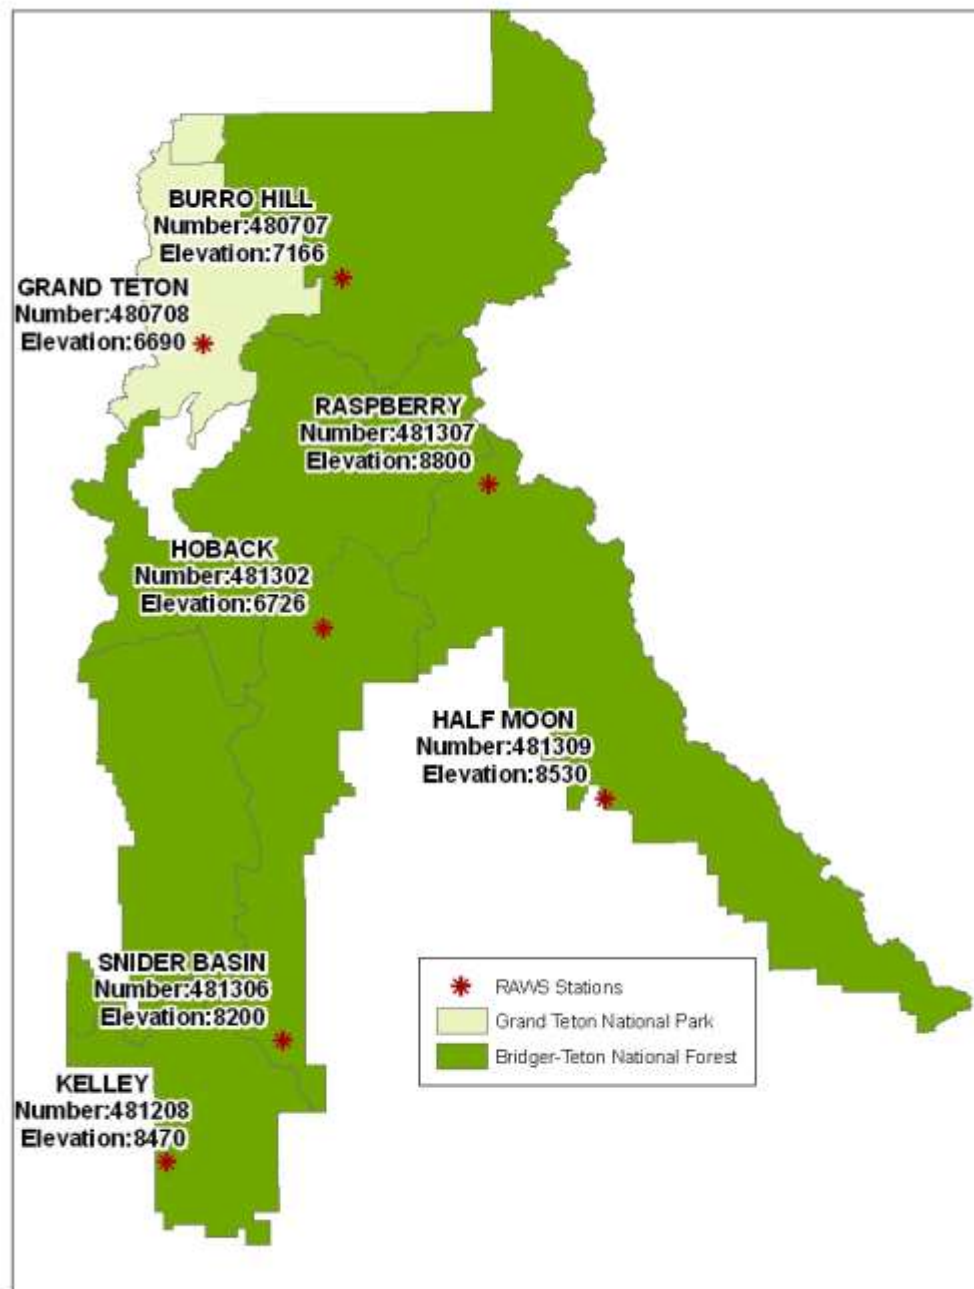 BURRO HILL
Number:480707
Elevation:7166
GRAND TETON
Number:480708
Elevation:6690
RASPBERRY
Number:481307
Elevation:8800
HOBACK
Number:481302
Elevation:6726
HALF MOON
Number:481309
Elevation:8530
SNIDER BASIN
Number:481306
Elevation:8200
KELLEY
Number:481208
Elevation:8470
RAWS Stations
Grand Teton National Park
Bridger-Teton National Forest